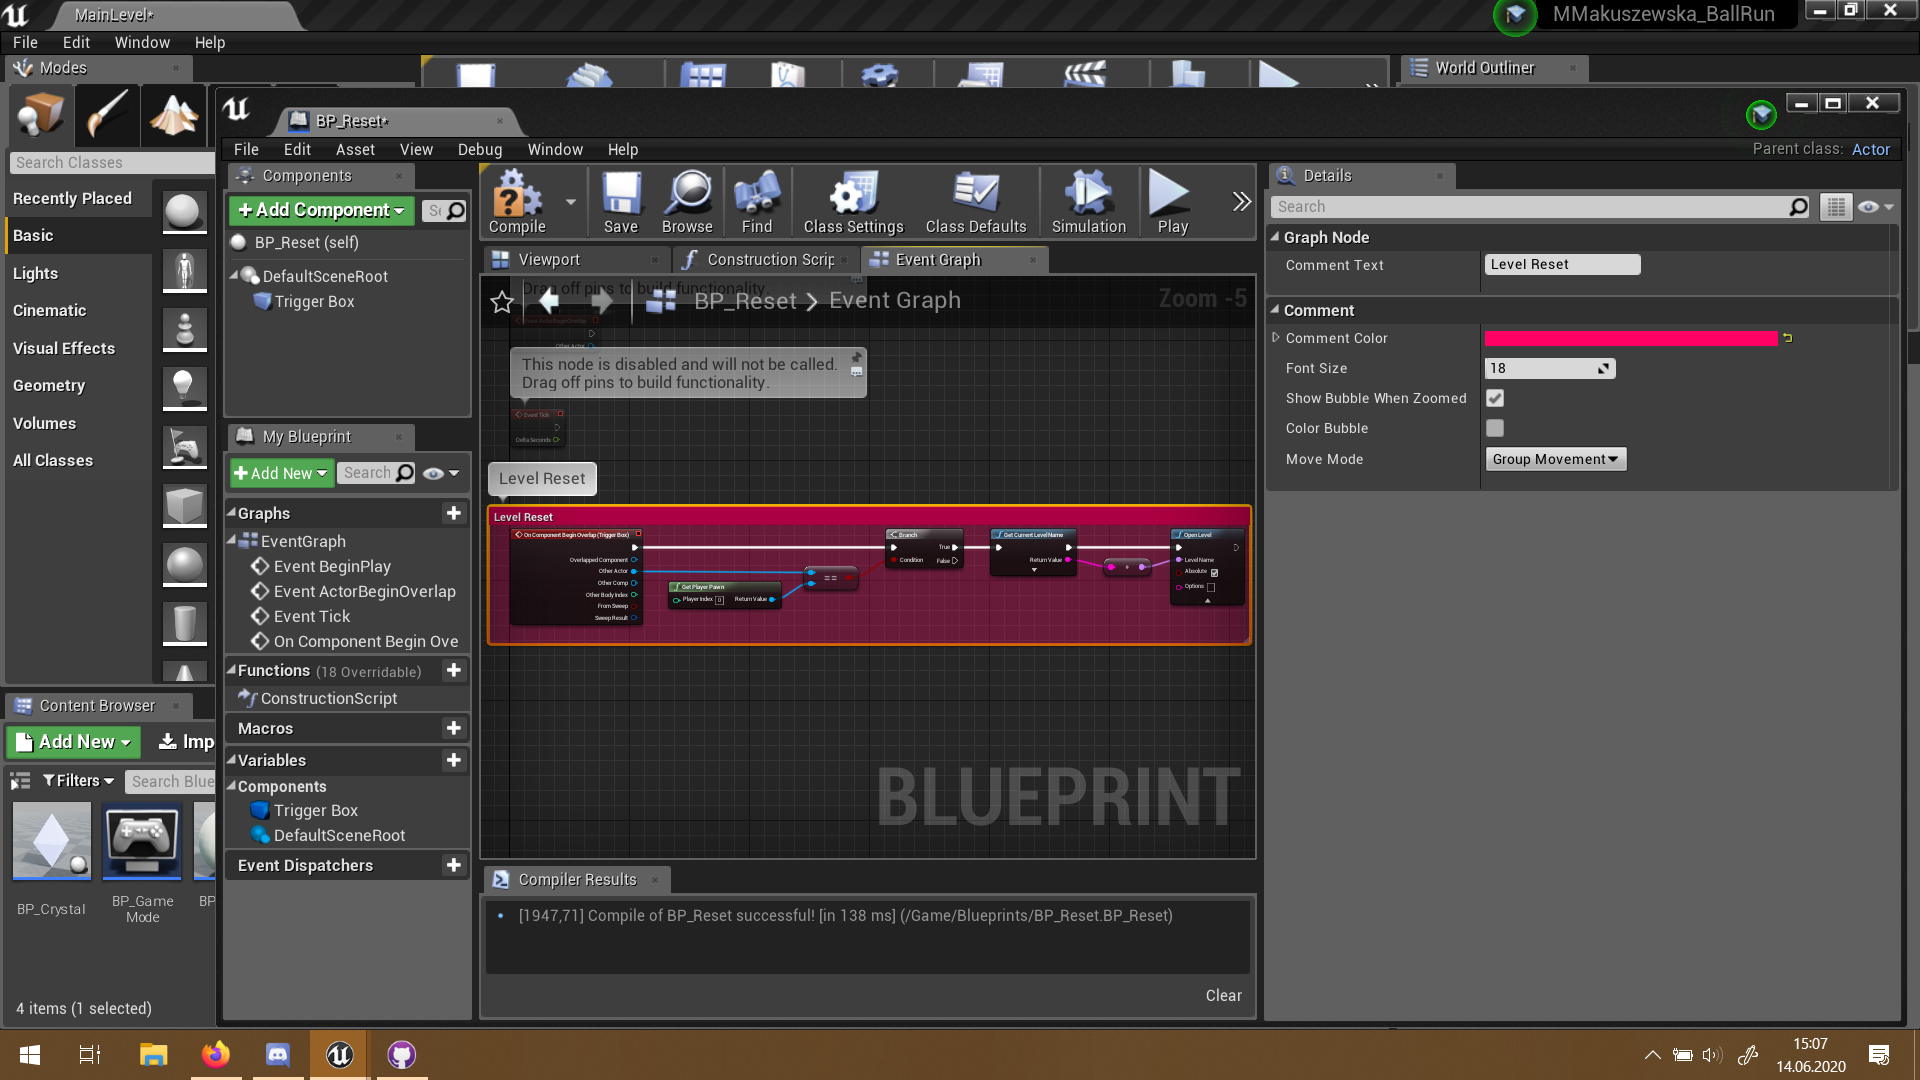 MainLevel*
MMakuszewska_BallRun
File Edit Window Help
Modes
World Outliner
BP_Reset*
Search Classes
File Edit Asset View Debug Window Help
Parent class: Actor
Recently Placed
Basic
Lights
Cinematic
Visual Effects
Geometry
Volumes
All Classes
Components
+ Add Component
BP_Reset (self)
DefaultSceneRoot
Trigger Box
Compile
Save
Browse
Find
Class Settings
Class Defaults
Simulation
Play
Details
Search
Viewport
Construction Scrip
Event Graph
Drag off pins to build functionality.
BP_Reset > Event Graph
Zoom -5
Event ActorBeginOverlap
Other Actor
This node is disabled and will not be called.
Drag off pins to build functionality.
Event Tick
Delta Seconds
Level Reset
Level Reset
On Component Begin Overlap (Trigger Box)
Overlapped Component
Other Actor
Other Comp
Other Body Index
From Sweep
Sweep Result
Get Player Pawn
Player Index 0 Return Value
==
Branch
True
Condition False
Get Current Level Name
Return Value
Open Level
Level Name
Absolute
Options
BLUEPRINT
Graph Node
Comment Text Level Reset
Comment
Comment Color
Font Size 18
Show Bubble When Zoomed
Color Bubble
Move Mode Group Movement
My Blueprint
+ Add New Search
Graphs
EventGraph
Event BeginPlay
Event ActorBeginOverlap
Event Tick
On Component Begin Ove
Functions (18 Overridable)
ConstructionScript
Macros
Variables
Components
Trigger Box
DefaultSceneRoot
Event Dispatchers
Compiler Results
[1947,71] Compile of BP_Reset successful! [in 138 ms] (/Game/Blueprints/BP_Reset.BP_Reset)
Clear
Content Browser
Add New Imp
Filters Search Blue
BP_Crystal
BP_Game
Mode
BP
4 items (1 selected)
15:07
14.06.2020